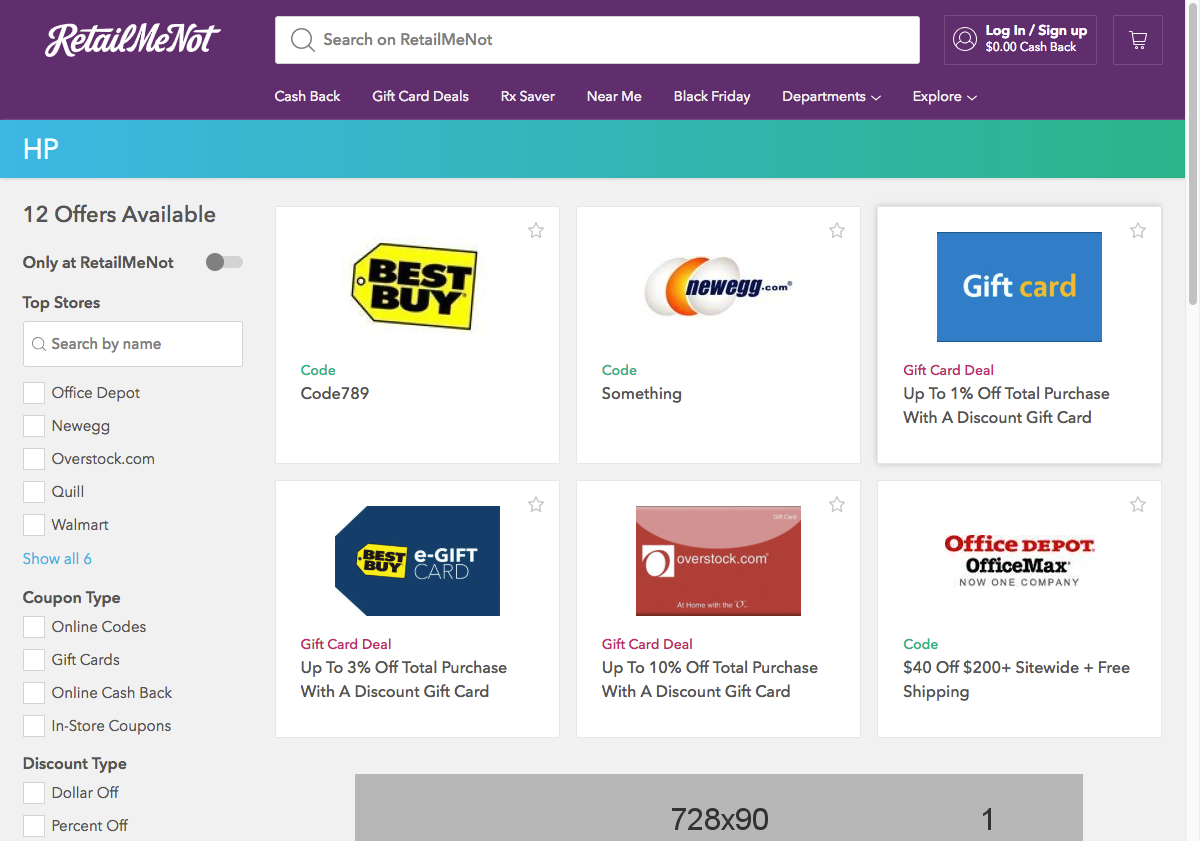 RetailMeNot
Search on RetailMeNot
Log In / Sign up
$0.00 Cash Back
Cash Back
Gift Card Deals
Rx Saver
Near Me
Black Friday
Departments
Explore
HP
12 Offers Available
Only at RetailMeNot
Top Stores
Search by name
Office Depot
Newegg
Overstock.com
Quill
Walmart
Show all 6
Coupon Type
Online Codes
Gift Cards
Online Cash Back
In-Store Coupons
Discount Type
Dollar Off
Percent Off
BEST
BUY
Code
Code789
newegg.com
Code
Something
Gift card
Gift Card Deal
Up To 1% Off Total Purchase
With A Discount Gift Card
BEST
BUY
e-GIFT
CARD
Gift Card Deal
Up To 3% Off Total Purchase
With A Discount Gift Card
Gift Card
overstock.com
At Home with the O.
Gift Card Deal
Up To 10% Off Total Purchase
With A Discount Gift Card
Office DEPOT
OfficeMax
NOW ONE COMPANY
Code
$40 Off $200+ Sitewide + Free
Shipping
728x90
1